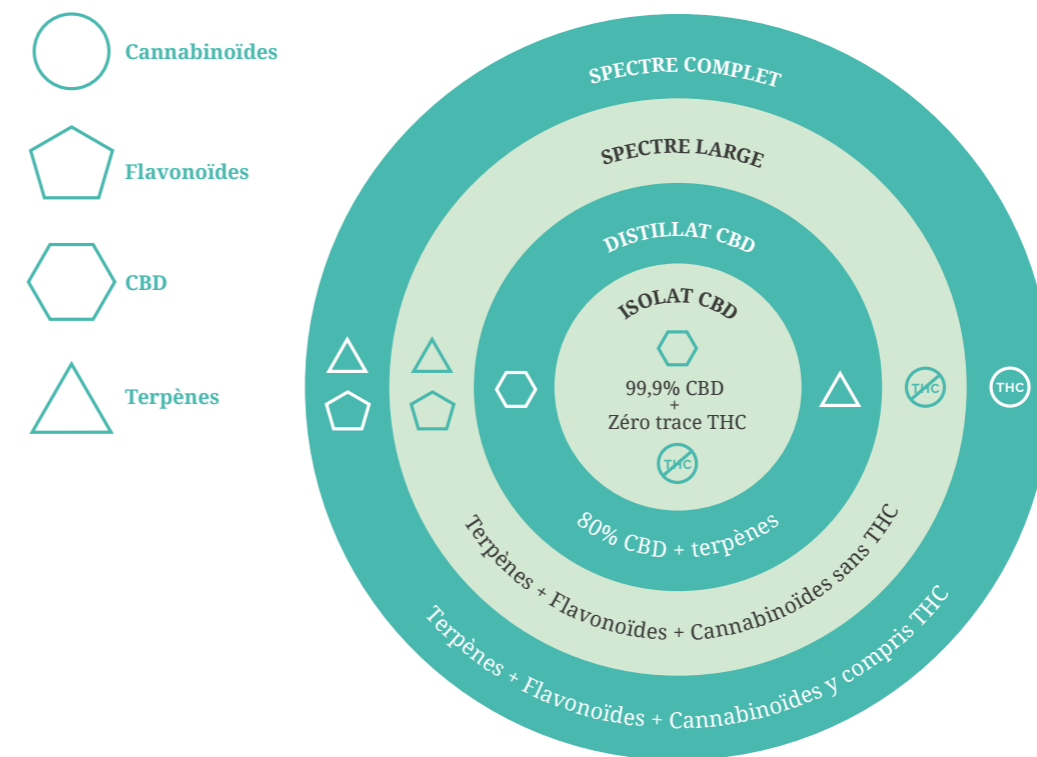 Cannabinoïdes
Flavonoïdes
CBD
Terpènes
SPECTRE COMPLET
SPECTRE LARGE
DISTILLAT CBD
ISOLAT CBD
99,9% CBD
+
Zéro trace THC
THC
80% CBD + terpènes
THC
Terpènes + Flavonoïdes + Cannabinoïdes sans THC
THC
Terpènes + Flavonoïdes + Cannabinoïdes y compris THC